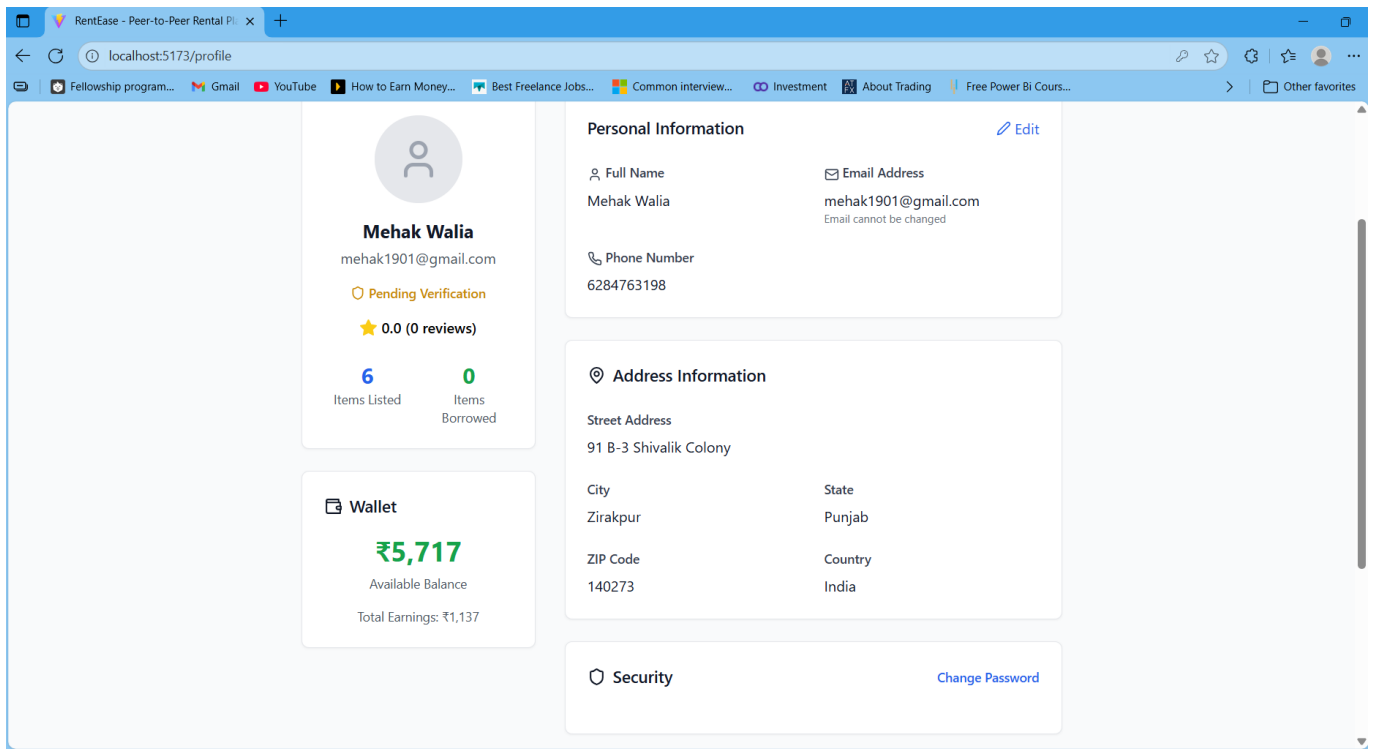 RentEase - Peer-to-Peer Rental Pl
localhost:5173/profile
Fellowship program... Gmail YouTube How to Earn Money... Best Freelance Jobs... Common interview... Investment About Trading Free Power Bi Cours... Other favorites
Mehak Walia
mehak1901@gmail.com
Pending Verification
0.0 (0 reviews)
6 0
Items Listed Items
Borrowed
Wallet
₹5,717
Available Balance
Total Earnings: ₹1,137
Personal Information Edit
Full Name Email Address
Mehak Walia mehak1901@gmail.com
Email cannot be changed
Phone Number
6284763198
Address Information
Street Address
91 B-3 Shivalik Colony
City State
Zirakpur Punjab
ZIP Code Country
140273 India
Security Change Password